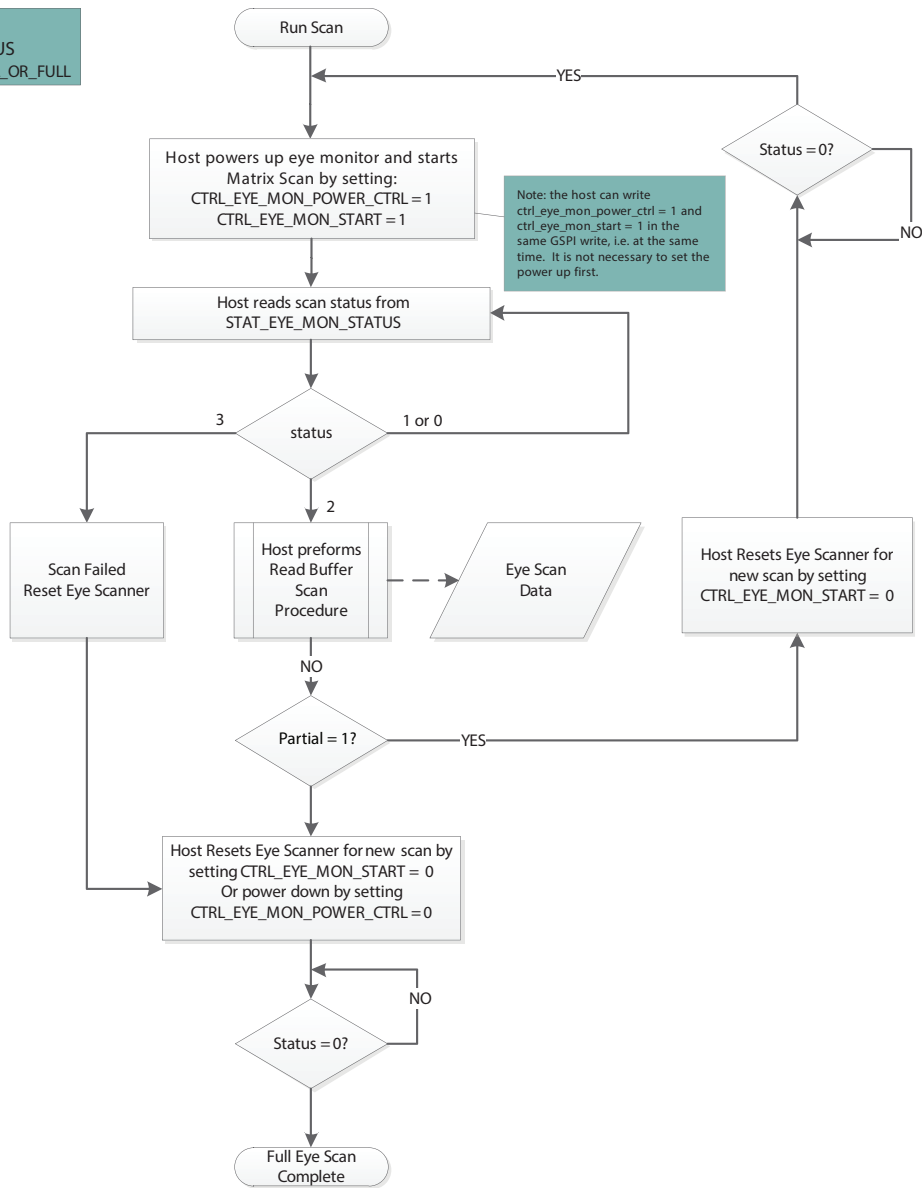 US
_OR_FULL
Run Scan
YES
Status = 0?
NO
Host powers up eye monitor and starts
Matrix Scan by setting:
CTRL_EYE_MON_POWER_CTRL = 1
CTRL_EYE_MON_START = 1
Note: the host can write
ctrl_eye_mon_power_ctrl = 1 and
ctrl_eye_mon_start = 1 in the
same GSPI write, i.e. at the same
time. It is not necessary to set the
power up first.
Host reads scan status from
STAT_EYE_MON_STATUS
3
status
1 or 0
2
Scan Failed
Reset Eye Scanner
Host preforms
Read Buffer
Scan
Procedure
Eye Scan
Data
Host Resets Eye Scanner for
new scan by setting
CTRL_EYE_MON_START = 0
NO
Partial = 1?
YES
Host Resets Eye Scanner for new scan by
setting CTRL_EYE_MON_START = 0
Or power down by setting
CTRL_EYE_MON_POWER_CTRL = 0
NO
Status = 0?
Full Eye Scan
Complete